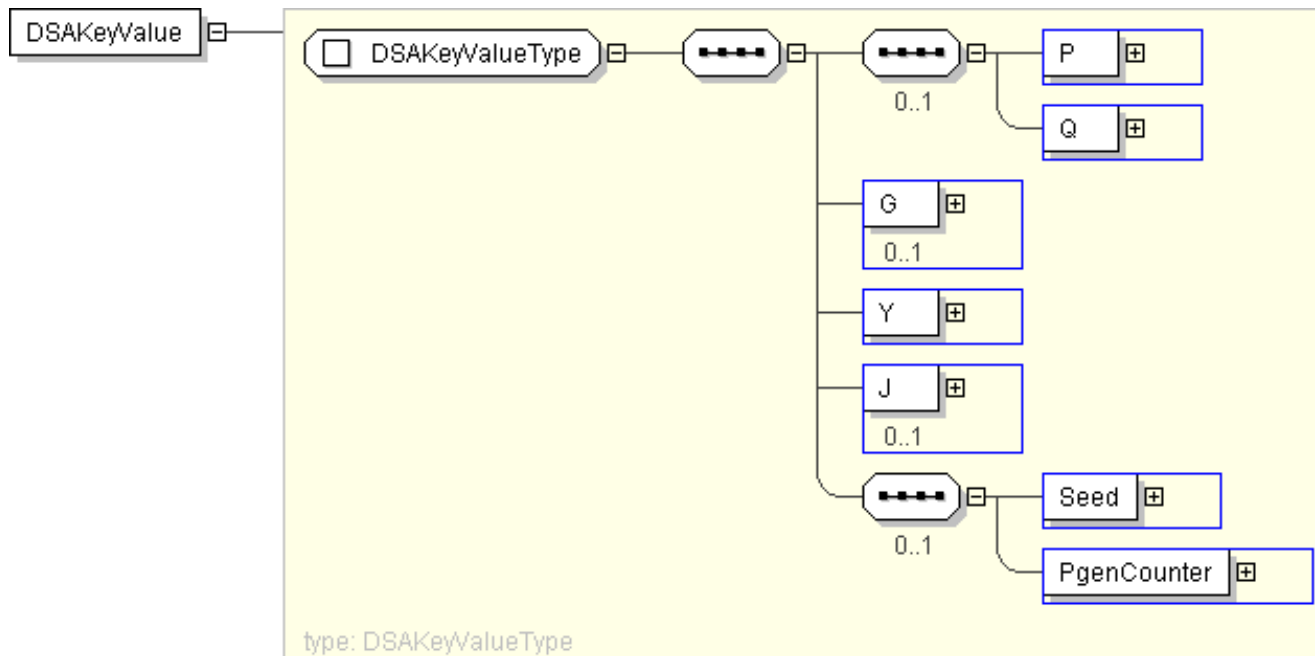 DSAKeyValue
DSAKeyValueType
0..1
P
Q
G
0..1
Y
J
0..1
0..1
Seed
PgenCounter
type: DSAKeyValueType